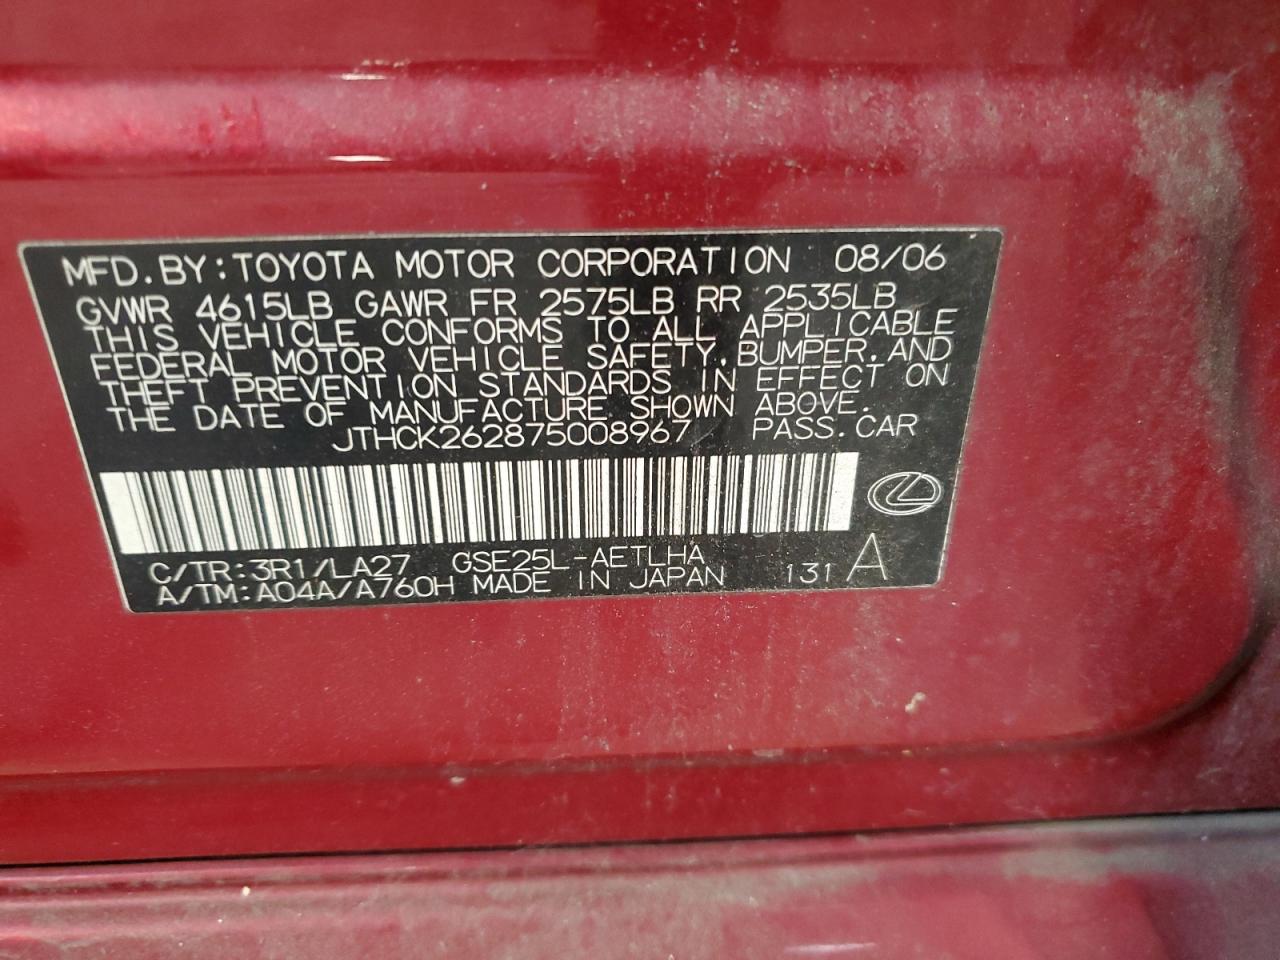 MFD.BY:TOYOTA MOTOR CORPORATION 08/06
GVWR 4615LB GAWR FR 2575LB RR 2535LB
THIS VEHICLE CONFORMS TO ALL APPLICABLE
FEDERAL MOTOR VEHICLE SAFETY,BUMPER,AND
THEFT PREVENTION STANDARDS IN EFFECT ON
THE DATE OF MANUFACTURE SHOWN ABOVE.
JTHCK262875008967 PASS.CAR
C/TR:3R1/LA27 GSE25L-AETLHA
A/TM:A04A/A760H MADE IN JAPAN 131 A